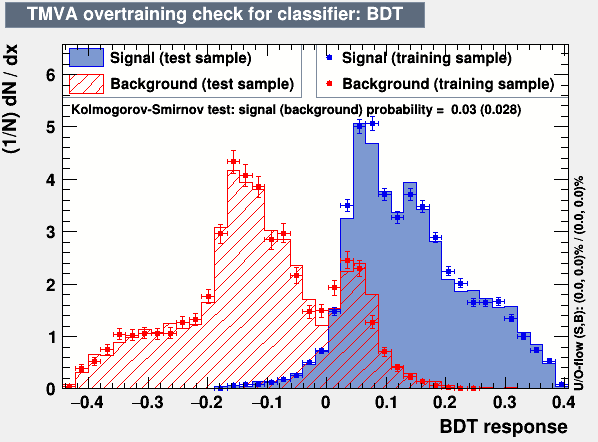 TMVA overtraining check for classifier: BDT
(1/N) dN / dx
Signal (test sample)
Background (test sample)
Signal (training sample)
Background (training sample)
Kolmogorov-Smirnov test: signal (background) probability = 0.03 (0.028)
6
5
4
3
2
1
0
−0.4 −0.3 −0.2 −0.1 0 0.1 0.2 0.3 0.4
BDT response
U/O-flow (S,B): (0.0, 0.0)% / (0.0, 0.0)%